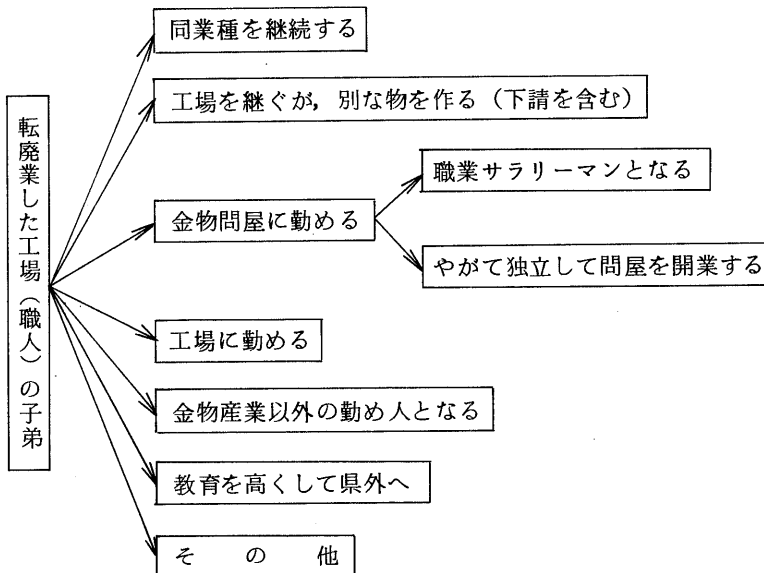 転廃業した工場（職人）の子弟
同業種を継続する
工場を継ぐが，別な物を作る（下請を含む）
金物問屋に勤める
職業サラリーマンとなる
やがて独立して問屋を開業する
工場に勤める
金物産業以外の勤め人となる
教育を高くして県外へ
その他